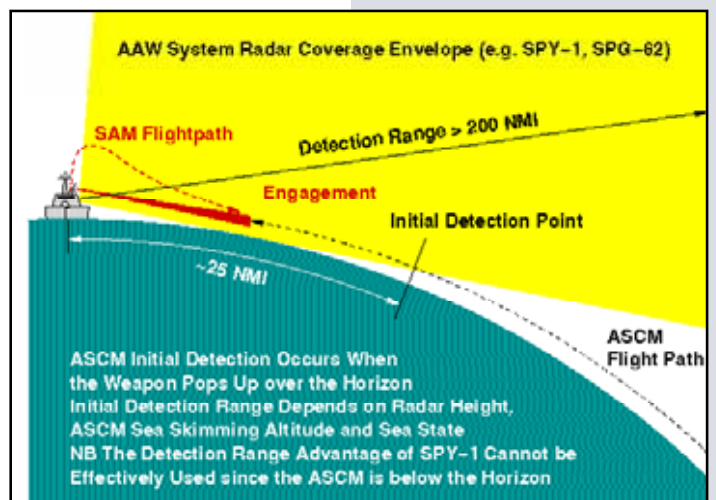 AAW System Radar Coverage Envelope (e.g. SPY-1, SPG-62)
SAM Flightpath
Detection Range > 200 NMI
Engagement
Initial Detection Point
~25 NMI
ASCM
Flight Path
ASCM Initial Detection Occurs When
the Weapon Pops Up over the Horizon
Initial Detection Range Depends on Radar Height,
ASCM Sea Skimming Altitude and Sea State
NB The Detection Range Advantage of SPY-1 Cannot be
Effectively Used since the ASCM is below the Horizon